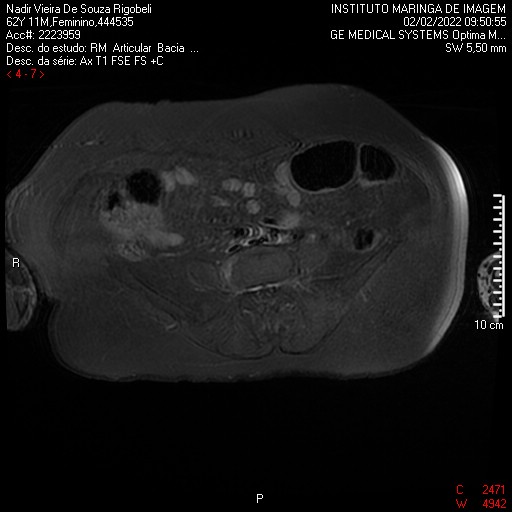 Nadir Vieira De Souza Rigobeli
62Y 11M,Feminino,444535
Acc#: 2223959
Desc. do estudo: RM Articular Bacia ...
Desc. da série: Ax T1 FSE FS +C
< 4 - 7 >
INSTITUTO MARINGA DE IMAGEM
02/02/2022 09:50:55
GE MEDICAL SYSTEMS Optima M...
SW 5,50 mm
R
10 cm
P
C 2471
W 4942